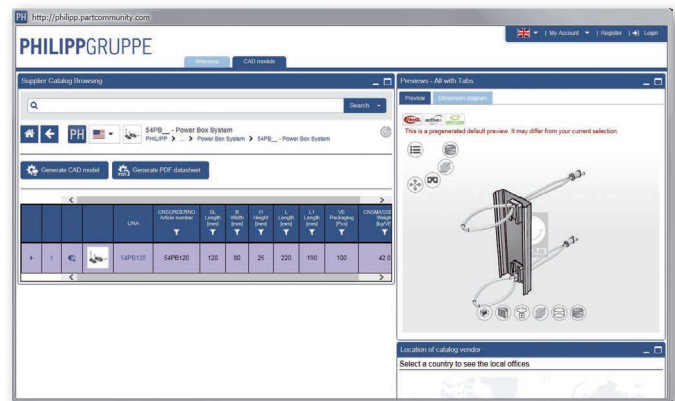 PH http://philipp.partcommunity.com
PHILIPPGRUPPE
| My Account | Register | Login
Welcome CAD models
Supplier Catalog Browsing
Search
PH 54PB__ - Power Box System
PHILIPP > ... > Power Box System > 54PB__ - Power Box System
Generate CAD model
PDF Generate PDF datasheet
LINA CNSORDERNO Article number SL Length [mm] B Width [mm] H Height [mm] L Length [mm] L1 Length [mm] VE Packaging [Pcs] CNSMASSE Weight [kg/VE
1 54PB120 54PB120 120 80 25 220 190 100 42.0
Previews - All with Tabs
Preview Dimension diagram
This is a pregenerated default preview. It may differ from your current selection.
Location of catalog vendor
Select a country to see the local offices